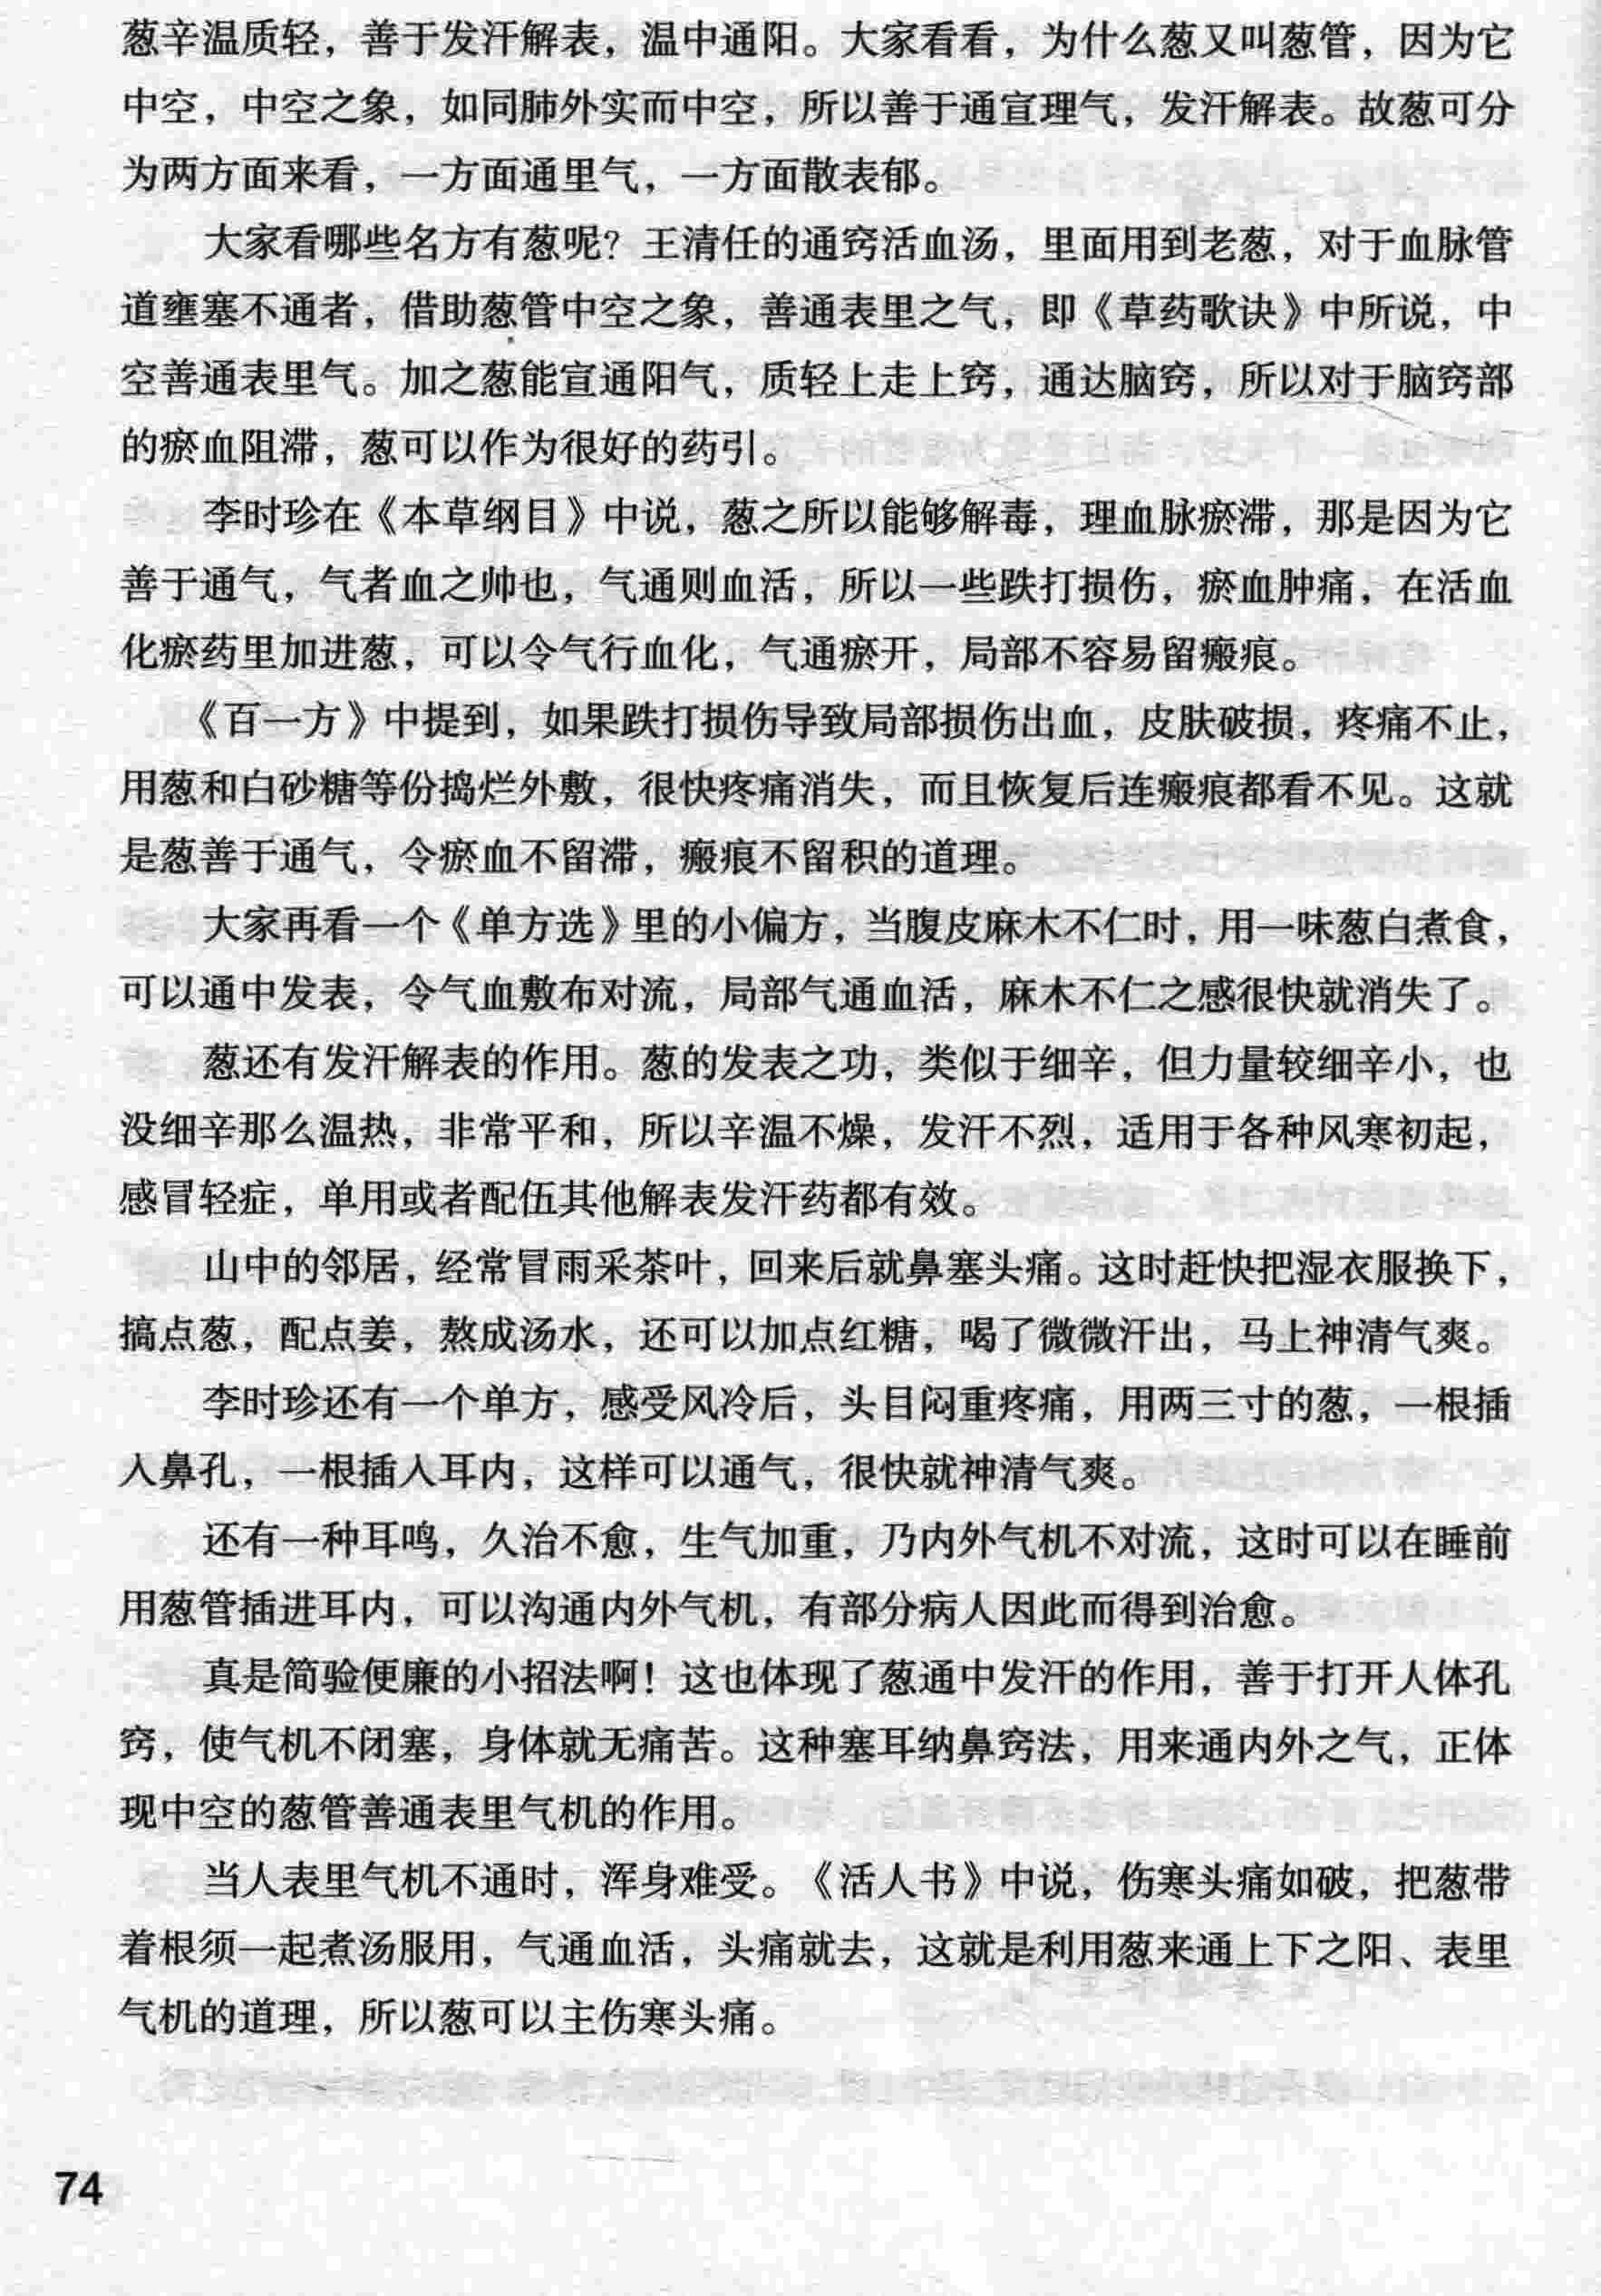 葱辛温质轻，善于发汗解表，温中通阳。大家看看，为什么葱又叫葱管，因为它
中空，中空之象，如同肺外实而中空，所以善于通宣理气，发汗解表。故葱可分
为两方面来看，一方面通里气，一方面散表郁。
大家看哪些名方有葱呢？王清任的通窍活血汤，里面用到老葱，对于血脉管
道壅塞不通者，借助葱管中空之象，善通表里之气，即《草药歌诀》中所说，中
空善通表里气。加之葱能宣通阳气，质轻上走上窍，通达脑窍，所以对于脑窍部
的瘀血阻滞，葱可以作为很好的药引。
李时珍在《本草纲目》中说，葱之所以能够解毒，理血脉瘀滞，那是因为它
善于通气，气者血之帅也，气通则血活，所以一些跌打损伤，瘀血肿痛，在活血
化瘀药里加进葱，可以令气行血化，气通瘀开，局部不容易留瘢痕。
《百一方》中提到，如果跌打损伤导致局部损伤出血，皮肤破损，疼痛不止，
用葱和白砂糖等份捣烂外敷，很快疼痛消失，而且恢复后连瘢痕都看不见。这就
是葱善于通气，令瘀血不留滞，瘢痕不留积的道理。
大家再看一个《单方选》里的小偏方，当腹皮麻木不仁时，用一味葱白煮食，
可以通中发表，令气血敷布对流，局部气通血活，麻木不仁之感很快就消失了。
葱还有发汗解表的作用。葱的发表之功，类似于细辛，但力量较细辛小，也
没细辛那么温热，非常平和，所以辛温不燥，发汗不烈，适用于各种风寒初起，
感冒轻症，单用或者配伍其他解表发汗药都有效。
山中的邻居，经常冒雨采茶叶，回来后就鼻塞头痛。这时赶快把湿衣服换下，
搞点葱，配点姜，熬成汤水，还可以加点红糖，喝了微微汗出，马上神清气爽。
李时珍还有一个单方，感受风冷后，头目闷重疼痛，用两三寸的葱，一根插
入鼻孔，一根插入耳内，这样可以通气，很快就神清气爽。
还有一种耳鸣，久治不愈，生气加重，乃内外气机不对流，这时可以在睡前
用葱管插进耳内，可以沟通内外气机，有部分病人因此而得到治愈。
真是简验便廉的小招法啊！这也体现了葱通中发汗的作用，善于打开人体孔
窍，使气机不闭塞，身体就无痛苦。这种塞耳纳鼻窍法，用来通内外之气，正体
现中空的葱管善通表里气机的作用。
当人表里气机不通时，浑身难受。《活人书》中说，伤寒头痛如破，把葱带
着根须一起煮汤服用，气通血活，头痛就去，这就是利用葱来通上下之阳、表里
气机的道理，所以葱可以主伤寒头痛。
74